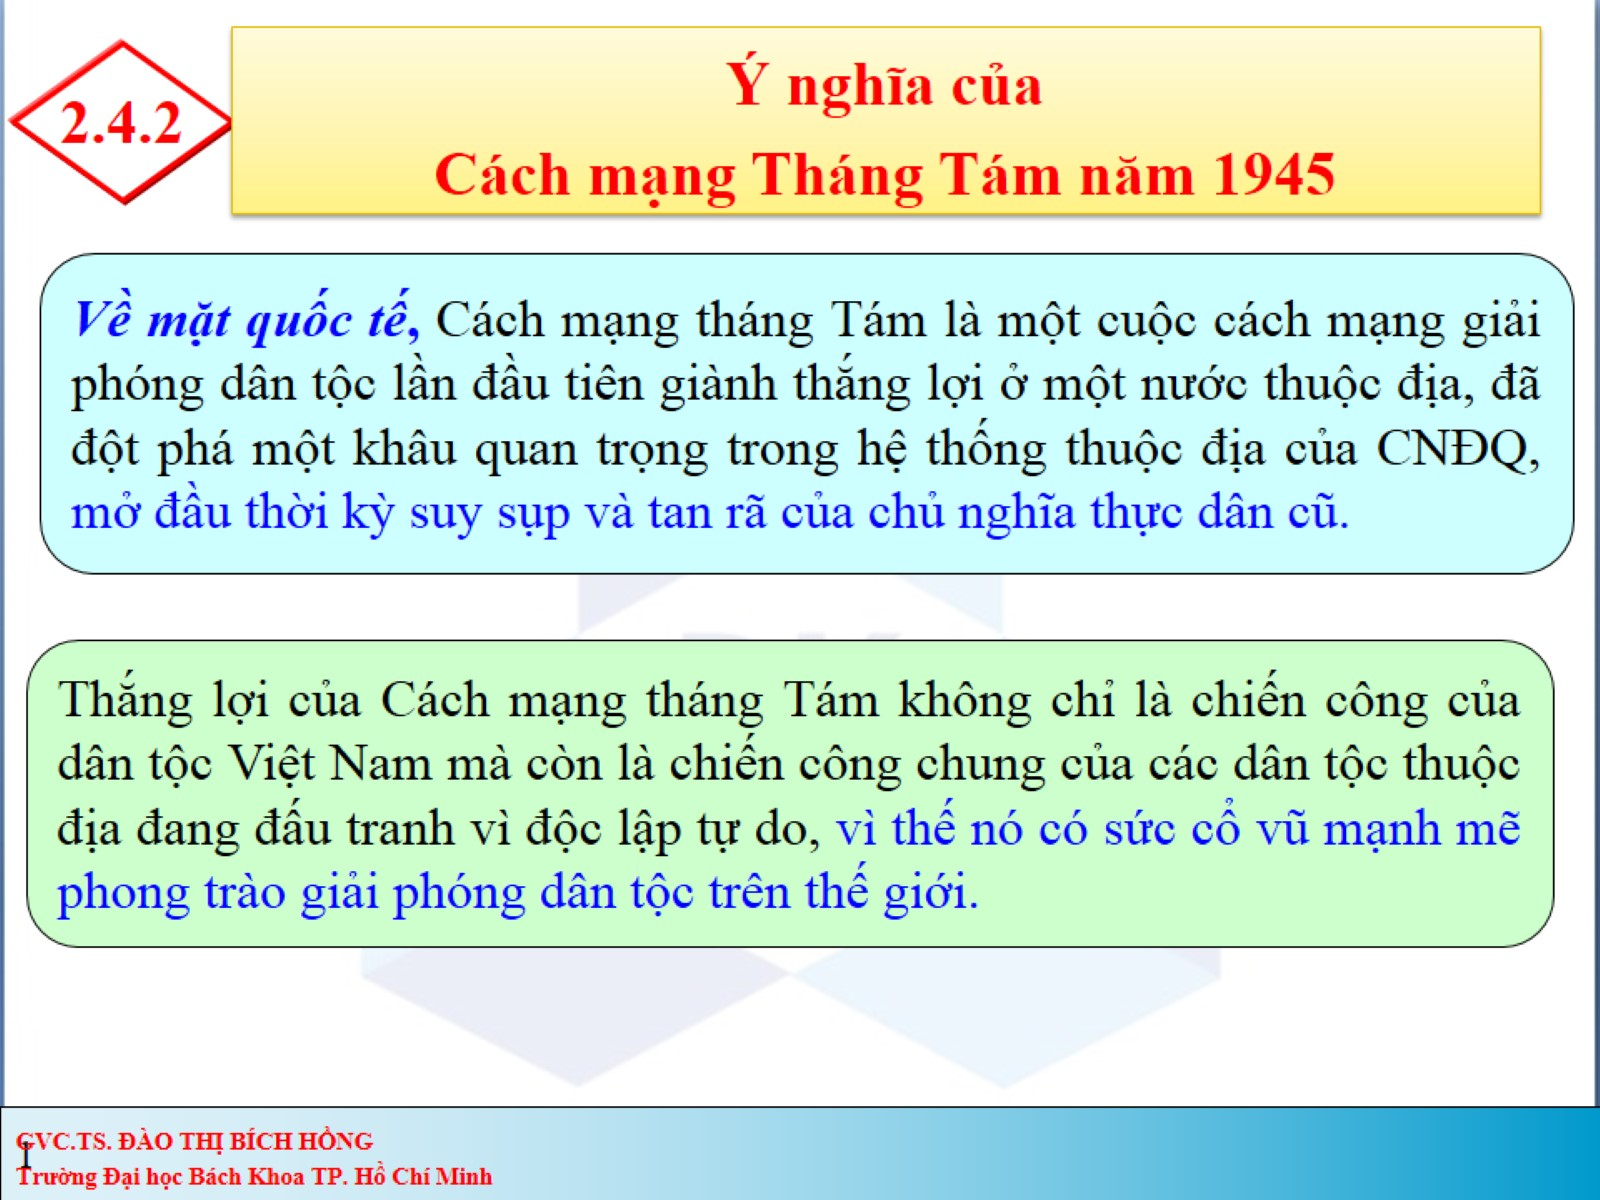 2.4.2
Ý nghĩa của
Cách mạng Tháng Tám năm 1945
Về mặt quốc tế, Cách mạng tháng Tám là một cuộc cách mạng giải
phóng dân tộc lần đầu tiên giành thắng lợi ở một nước thuộc địa, đã
đột phá một khâu quan trọng trong hệ thống thuộc địa của CNĐQ,
mở đầu thời kỳ suy sụp và tan rã của chủ nghĩa thực dân cũ.
Thắng lợi của Cách mạng tháng Tám không chỉ là chiến công của
dân tộc Việt Nam mà còn là chiến công chung của các dân tộc thuộc
địa đang đấu tranh vì độc lập tự do, vì thế nó có sức cổ vũ mạnh mẽ
phong trào giải phóng dân tộc trên thế giới.
GVC.TS. ĐÀO THỊ BÍCH HỒNG
1
Trường Đại học Bách Khoa TP. Hồ Chí Minh